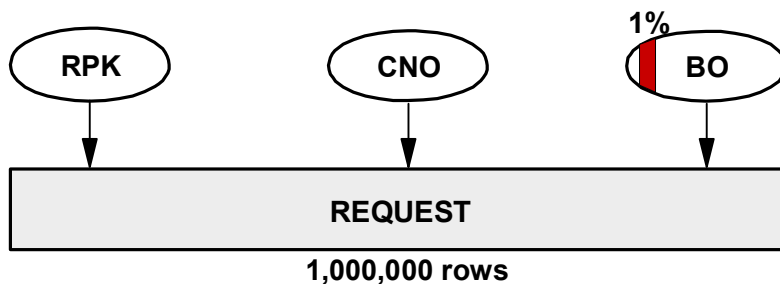 1%
RPK
CNO
BO
REQUEST
1,000,000 rows